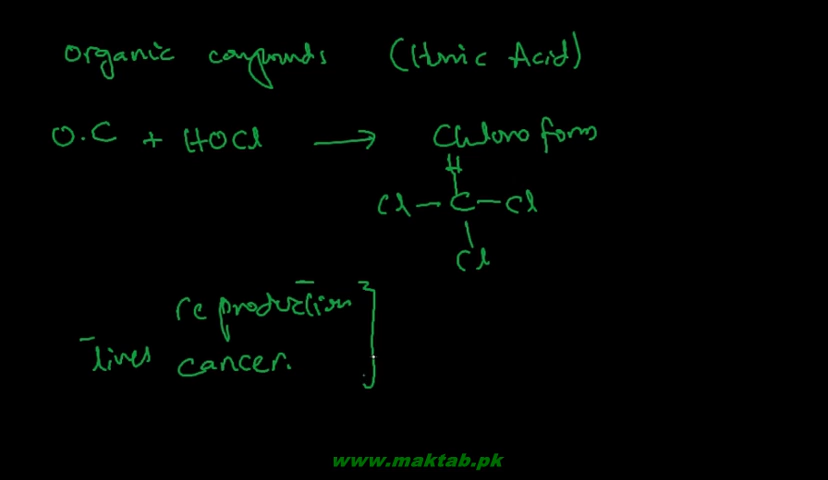 organic compounds (Humic Acid)
O.C + HOCl → Chloroform
H
Cl-C-Cl
Cl
reproduction
liver cancer.
www.maktab.pk